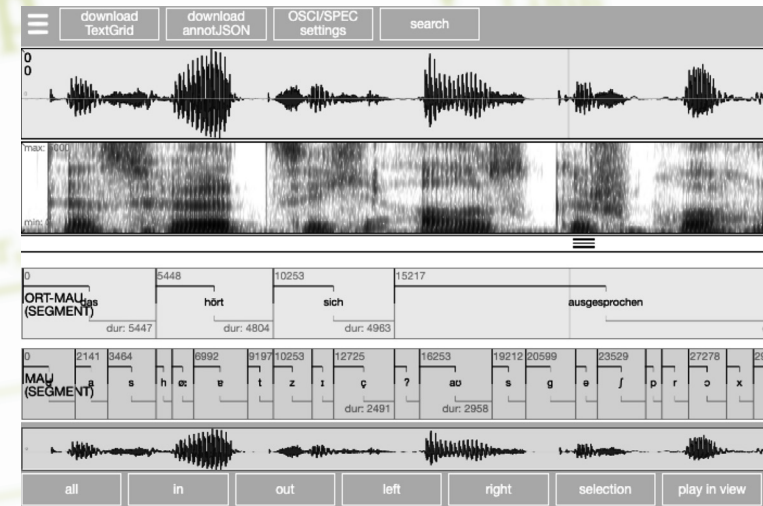 download TextGrid
download annotJSON
OSCI/SPEC settings
search
0
0
max: 5000
min: 0
0 5448 10253 15217
ORT-MAU das hört sich ausgesprochen
(SEGMENT)
dur: 5447 dur: 4804 dur: 4963
0 2141 3464 6992 9197 10253 12725 16253 19212 20599 23529 27278
MAU a s h øː ɐ t z ɪ ç ʔ aʊ s g ə ʃ p r ɔ x
(SEGMENT)
dur: 2491 dur: 2958
all in out left right selection play in view